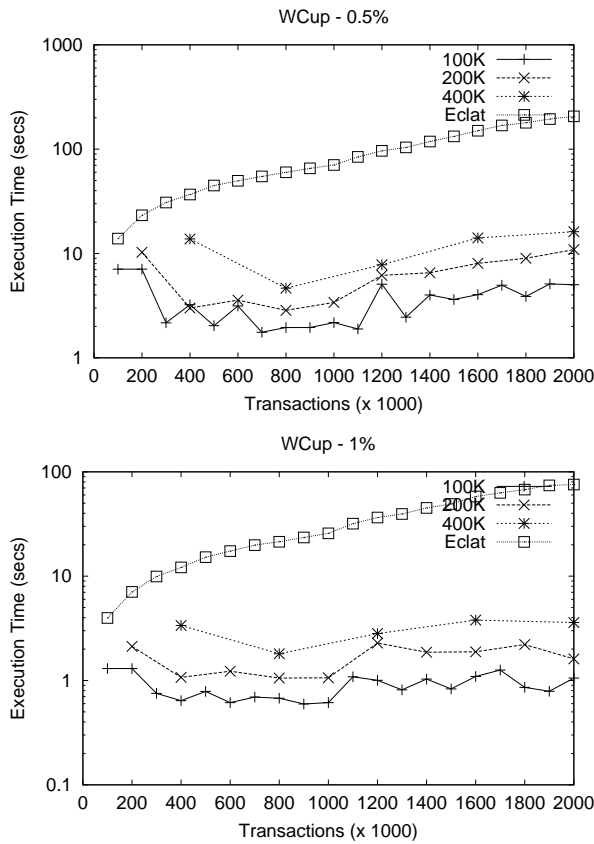 WCup - 0.5%
1000
100
10
1
Execution Time (secs)
100K
200K
400K
Eclat
0 200 400 600 800 1000 1200 1400 1600 1800 2000
Transactions (x 1000)
WCup - 1%
100
10
1
0.1
Execution Time (secs)
100K
200K
400K
Eclat
0 200 400 600 800 1000 1200 1400 1600 1800 2000
Transactions (x 1000)